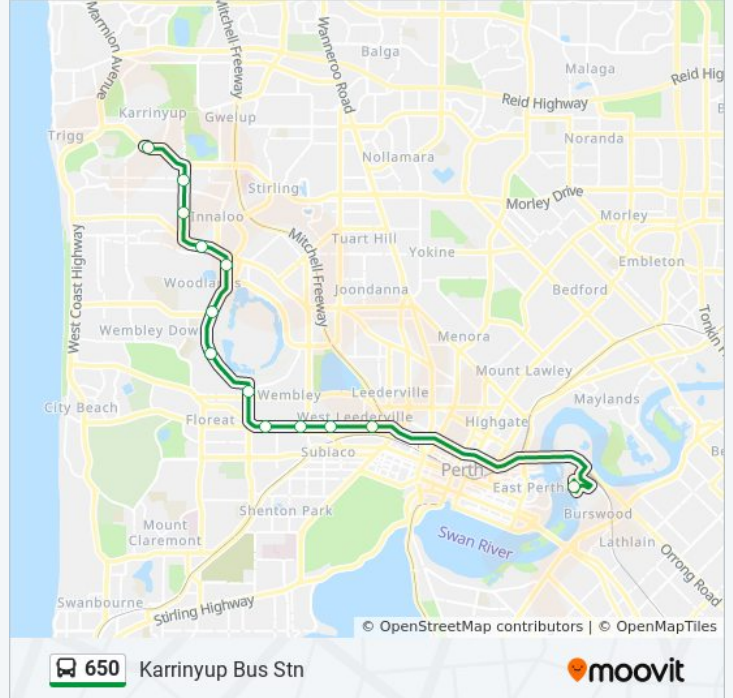 Marmion Avenue
Mitchell Freeway
Wanneroo Road
Balga
Malaga
Reid Hig
Reid Highway
Karrinyup
Gwelup
Trigg
Noranda
Nollamara
Stirling
Morley Drive
Innaloo
Morley
Mitchell Freeway
Tuart Hill
Yokine
West Coast Highway
Embleton
Joondanna
Bedford
Tonkin
Menora
Mount Lawley
Wembley
Leederville
Maylands
City Beach
Floreat
West Leederville
Highgate
Subiaco
Perth
East Perth
Shenton Park
Burswood
Mount
Claremont
Swan River
Lathlain
Orrong Road
Swanbourne
Stirling Highway
© OpenStreetMap contributors | © OpenMapTiles
650 Karrinyup Bus Stn
moovit